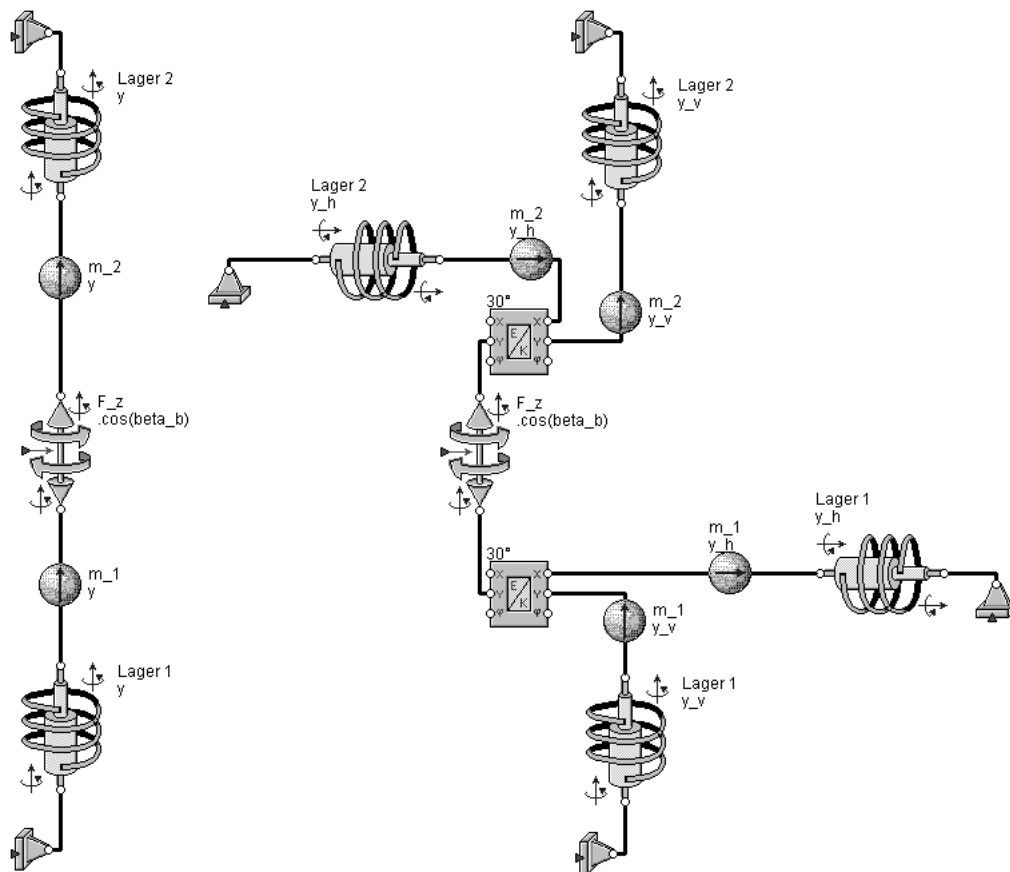 Lager 2
y
m_2
y
F_z
.cos(beta_b)
m_1
y
Lager 1
y
Lager 2
y_v
Lager 2
y_h
m_2
y_h
m_2
y_v
30°
X
Y
φ
E/K
X
Y
φ
F_z
.cos(beta_b)
30°
X
Y
φ
E/K
X
Y
φ
m_1
y_h
Lager 1
y_h
m_1
y_v
Lager 1
y_v